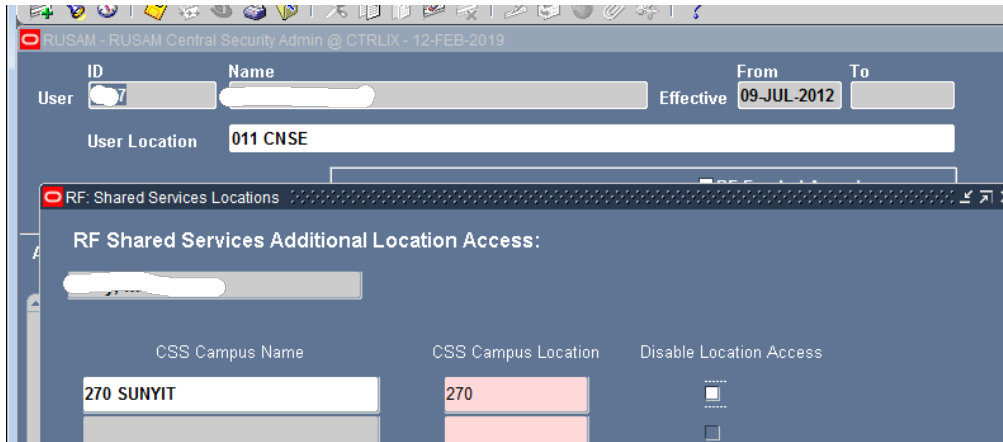 RUSAM - RUSAM Central Security Admin @ CTRLIX - 12-FEB-2019
ID Name From To
User 7 Effective 09-JUL-2012
User Location 011 CNSE
RF: Shared Services Locations
RF Shared Services Additional Location Access:
CSS Campus Name CSS Campus Location Disable Location Access
270 SUNYIT 270